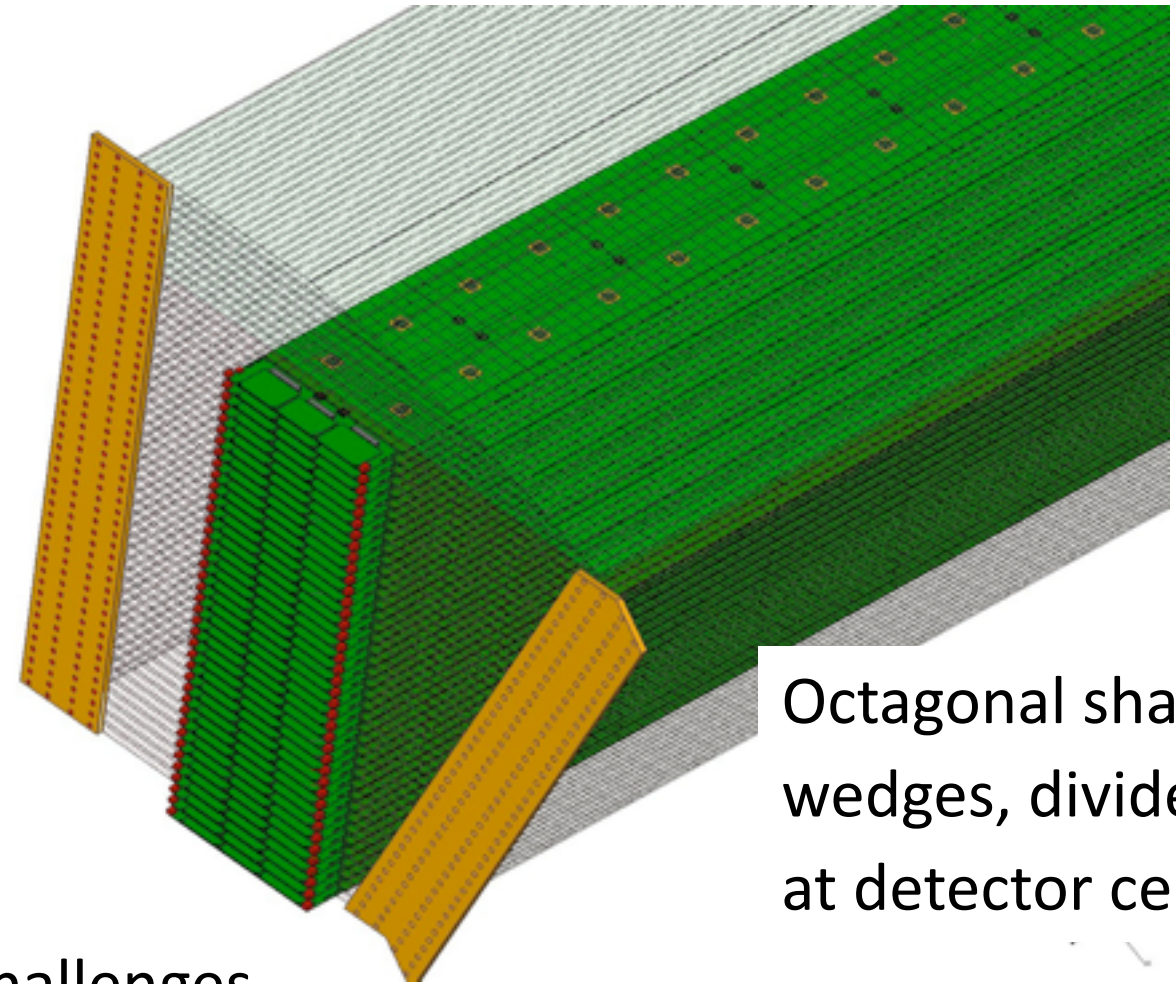 Octagonal sha
wedges, divide
at detector ce
hallenges